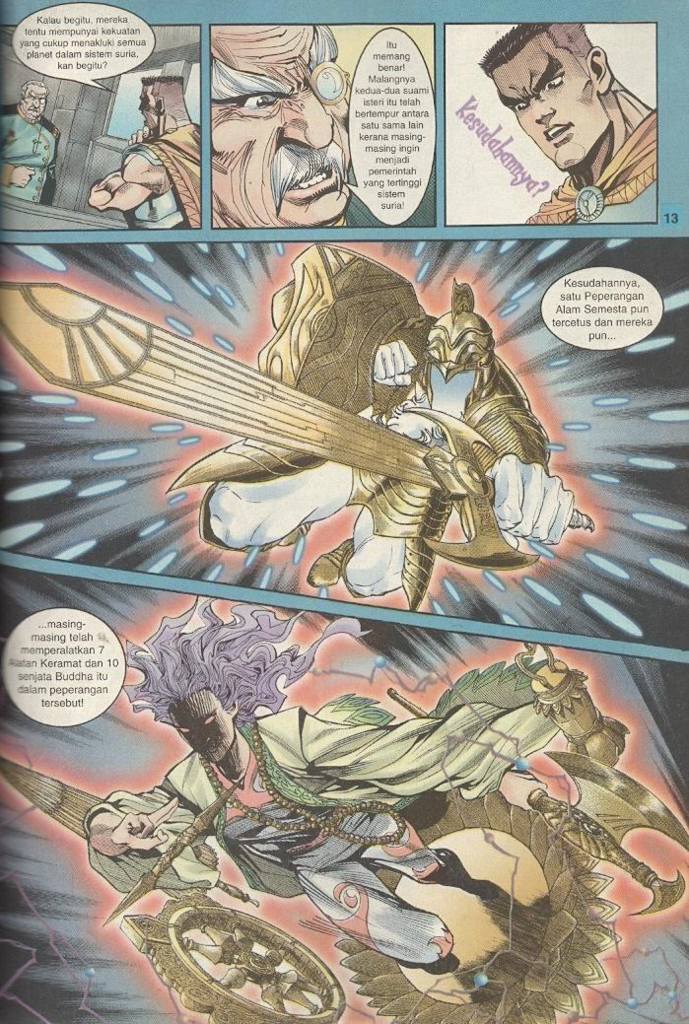 Kalau begitu, mereka
tentu mempunyai kekuatan
yang cukup menakluki semua
planet dalam sistem suria,
kan begitu?
Itu
memang
benar!
Malangnya
kedua-dua suami
isteri itu telah
bertempur antara
satu sama lain
kerana masing-
masing ingin
menjadi
pemerintah
yang tertinggi
sistem
suria!
Kesudahannya?
13
Kesudahannya,
satu Peperangan
Alam Semesta pun
tercetus dan mereka
pun...
...masing-
masing telah
memperalatkan 7
Alatan Keramat dan 10
senjata Buddha itu
dalam peperangan
tersebut!